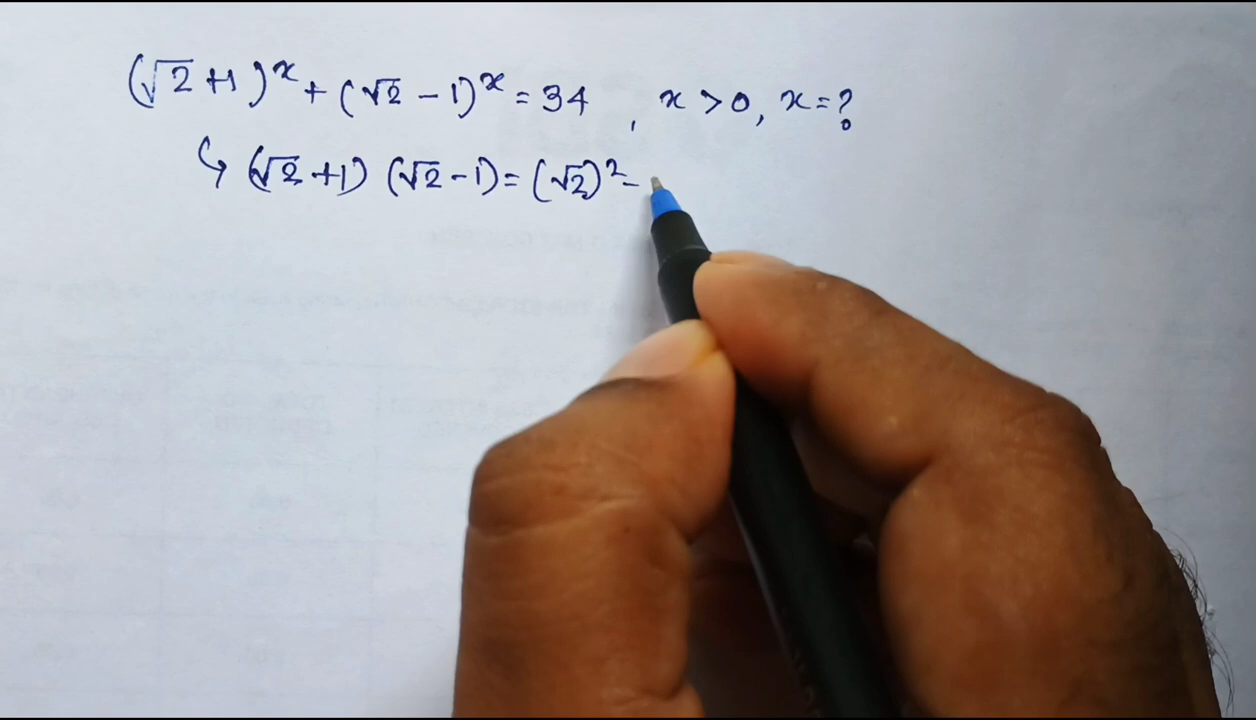 (√2 +1)ˣ + (√2 - 1)ˣ = 34 , x > 0, x = ?
↳ (√2 + 1) (√2 - 1) = (√2)² -